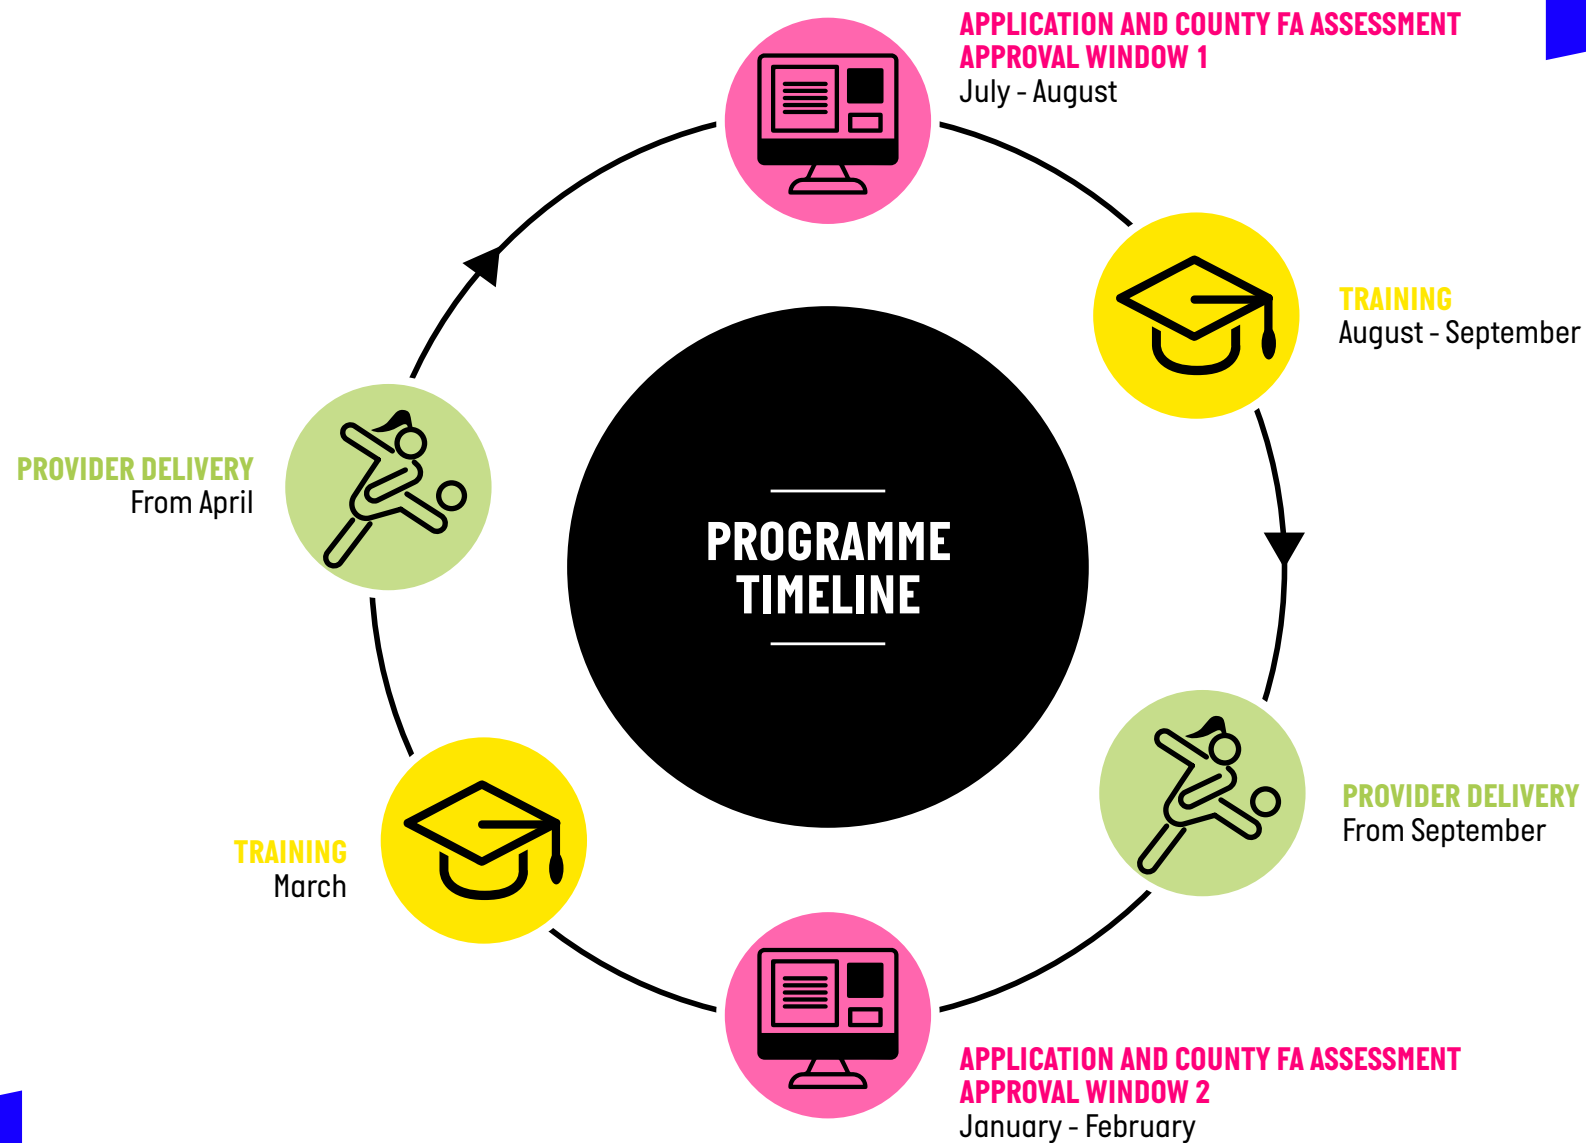 APPLICATION AND COUNTY FA ASSESSMENT
APPROVAL WINDOW 1
July - August
TRAINING
August - September
PROVIDER DELIVERY
From April
PROGRAMME
TIMELINE
PROVIDER DELIVERY
From September
TRAINING
March
APPLICATION AND COUNTY FA ASSESSMENT
APPROVAL WINDOW 2
January - February